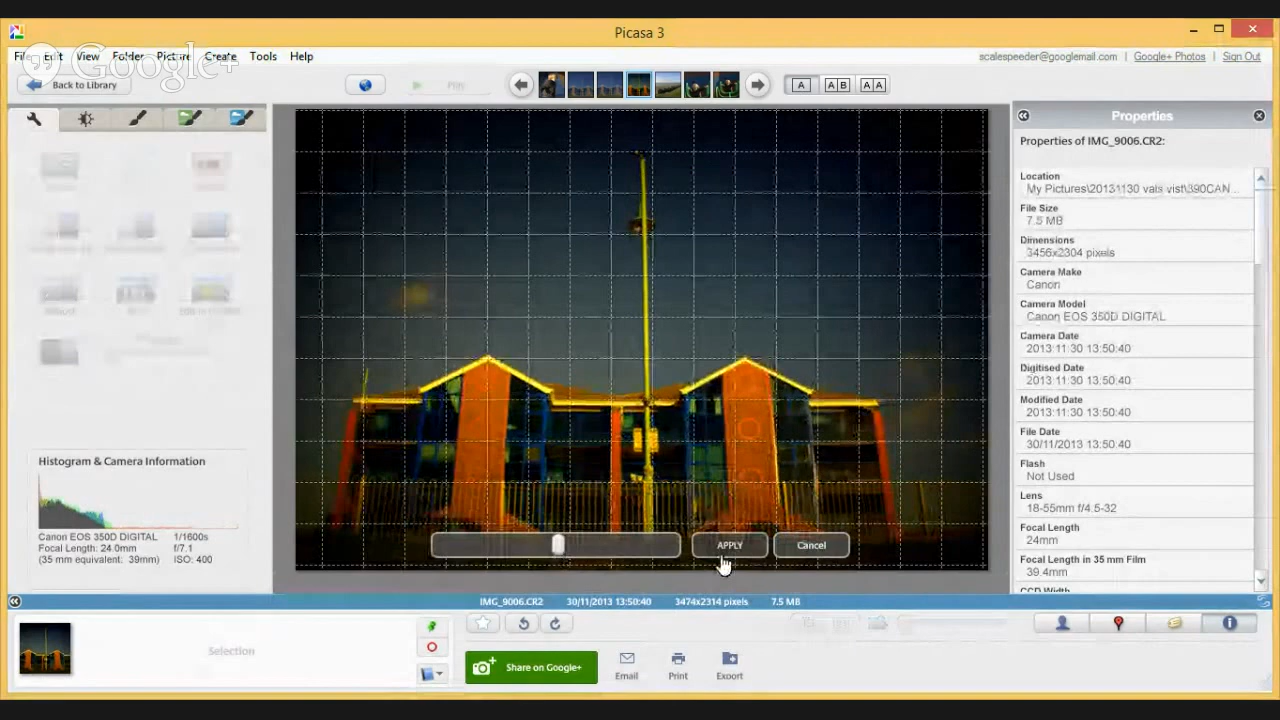 Picasa 3
File Edit View Folder Picture Create Tools Help
Google+
scalespeeder@googlemail.com | Google+ Photos | Sign Out
Back to Library
Play
A
A B
A A
Properties
Properties of IMG_9006.CR2:
Location
My Pictures\20131130 vals vist\390CAN...
File Size
7.5 MB
Dimensions
3456x2304 pixels
Camera Make
Canon
Camera Model
Canon EOS 350D DIGITAL
Camera Date
2013:11:30 13:50:40
Digitised Date
2013:11:30 13:50:40
Modified Date
2013:11:30 13:50:40
File Date
30/11/2013 13:50:40
Flash
Not Used
Lens
18-55mm f/4.5-32
Focal Length
24mm
Focal Length in 35 mm Film
39.4mm
CCD Width
Histogram & Camera Information
Canon EOS 350D DIGITAL 1/1600s
Focal Length: 24.0mm f/7.1
(35 mm equivalent: 39mm) ISO: 400
APPLY
Cancel
IMG_9006.CR2 30/11/2013 13:50:40 3474x2314 pixels 7.5 MB
Selection
Share on Google+
Email
Print
Export